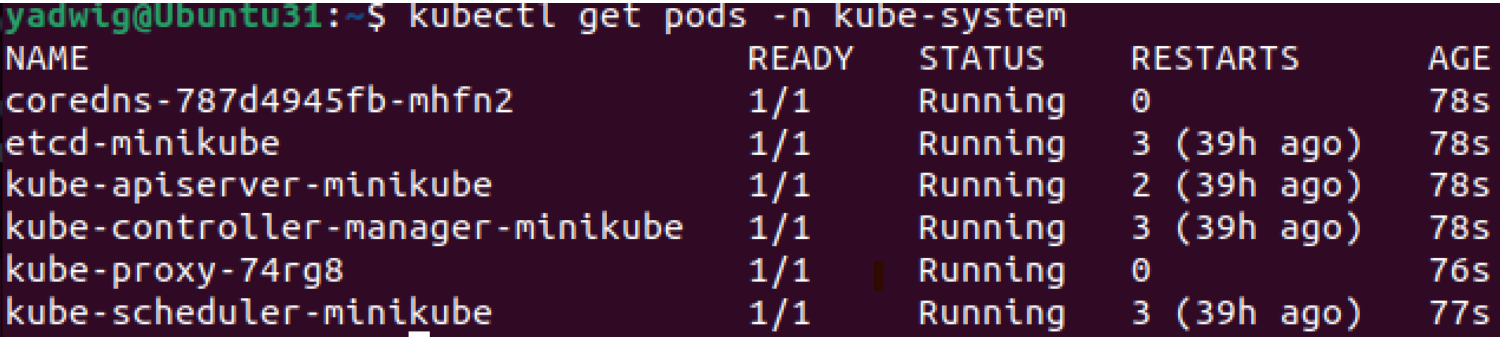 yadwig@Ubuntu31:~$ kubectl get pods -n kube-system
NAME READY STATUS RESTARTS AGE
coredns-787d4945fb-mhfn2 1/1 Running 0 78s
etcd-minikube 1/1 Running 3 (39h ago) 78s
kube-apiserver-minikube 1/1 Running 2 (39h ago) 78s
kube-controller-manager-minikube 1/1 Running 3 (39h ago) 78s
kube-proxy-74rg8 1/1 Running 0 76s
kube-scheduler-minikube 1/1 Running 3 (39h ago) 77s